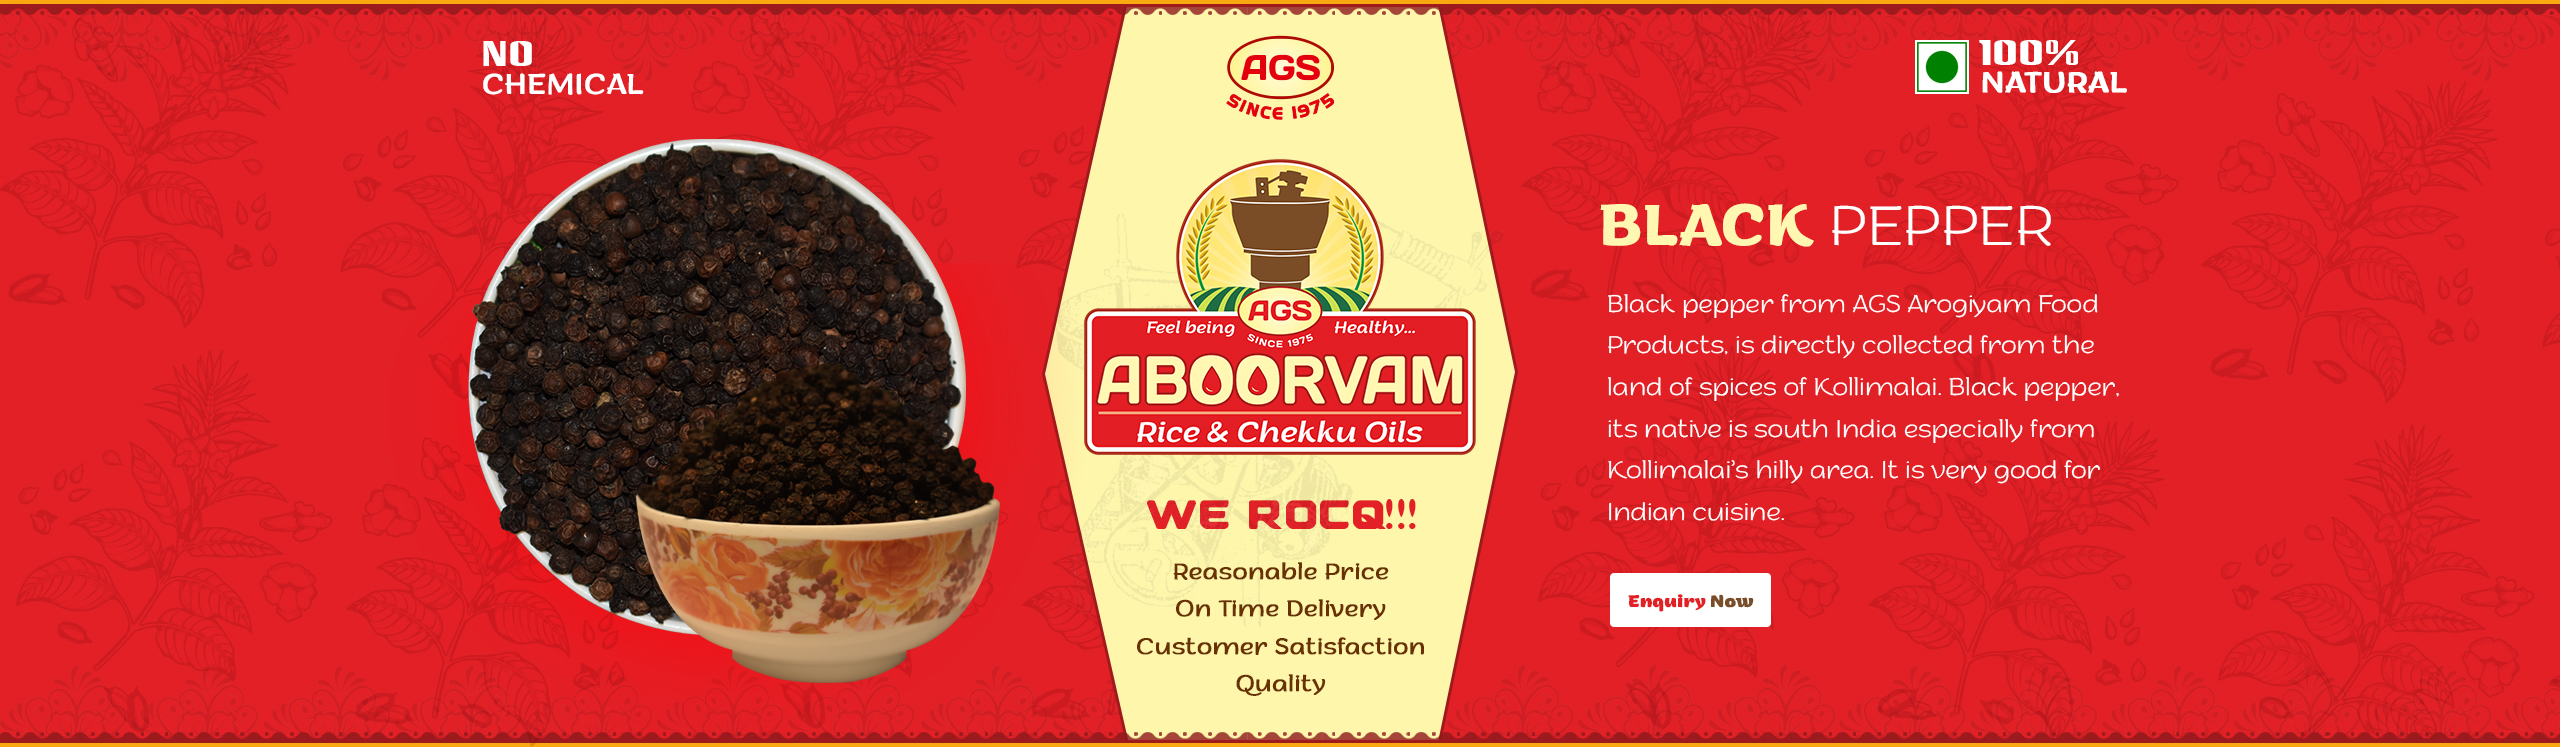 NO
CHEMICAL
AGS
SINCE 1975
Feel being AGS Healthy...
SINCE 1975
ABOORVAM
Rice & Chekku Oils
WE ROCQ!!!
Reasonable Price
On Time Delivery
Customer Satisfaction
Quality
100%
NATURAL
BLACK PEPPER
Black pepper from AGS Arogiyam Food
Products, is directly collected from the
land of spices of Kollimalai. Black pepper,
its native is south India especially from
Kollimalai's hilly area. It is very good for
Indian cuisine.
Enquiry Now